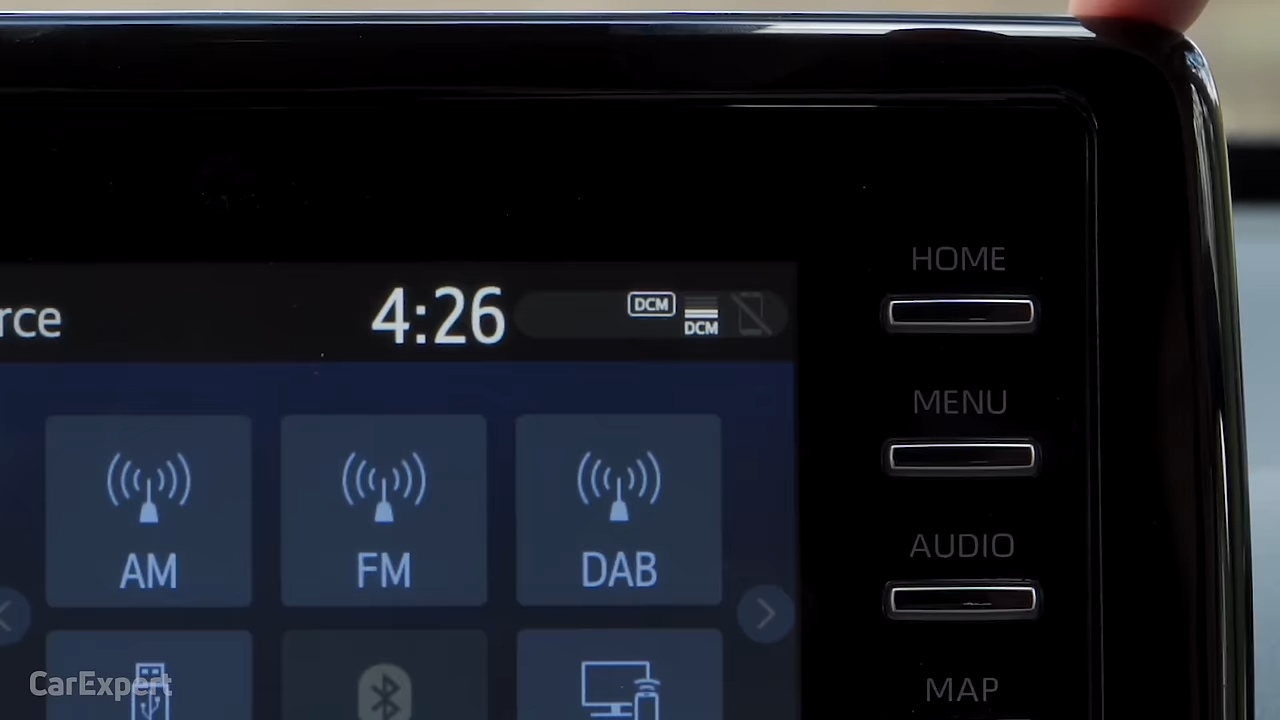 HOME
rce
4:26
DCM
DCM
MENU
AM
FM
DAB
AUDIO
MAP
CarExpert